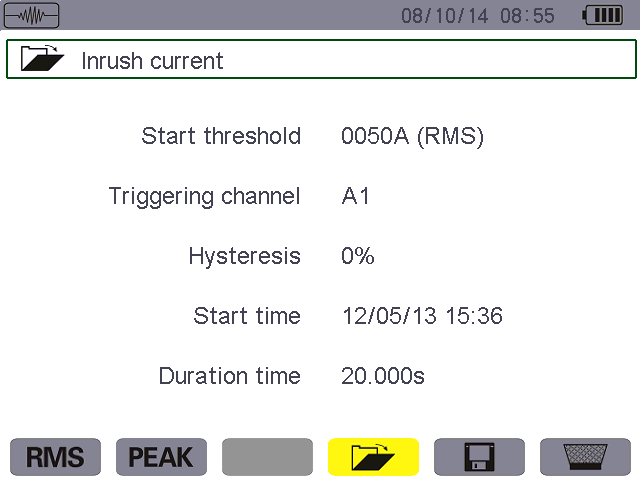 08/10/14 08:55
Inrush current
Start threshold 0050A (RMS)
Triggering channel A1
Hysteresis 0%
Start time 12/05/13 15:36
Duration time 20.000s
RMS PEAK